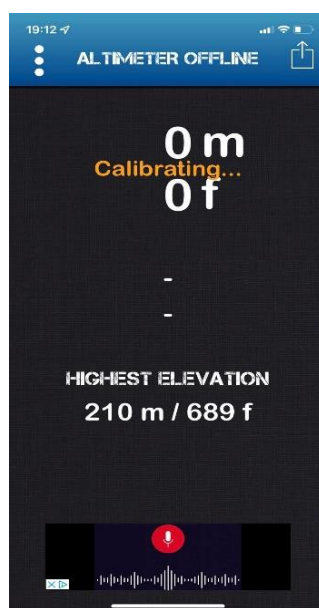 19:12
ALTIMETER OFFLINE
0 m
Calibrating...
0 f
-
-
HIGHEST ELEVATION
210 m / 689 f